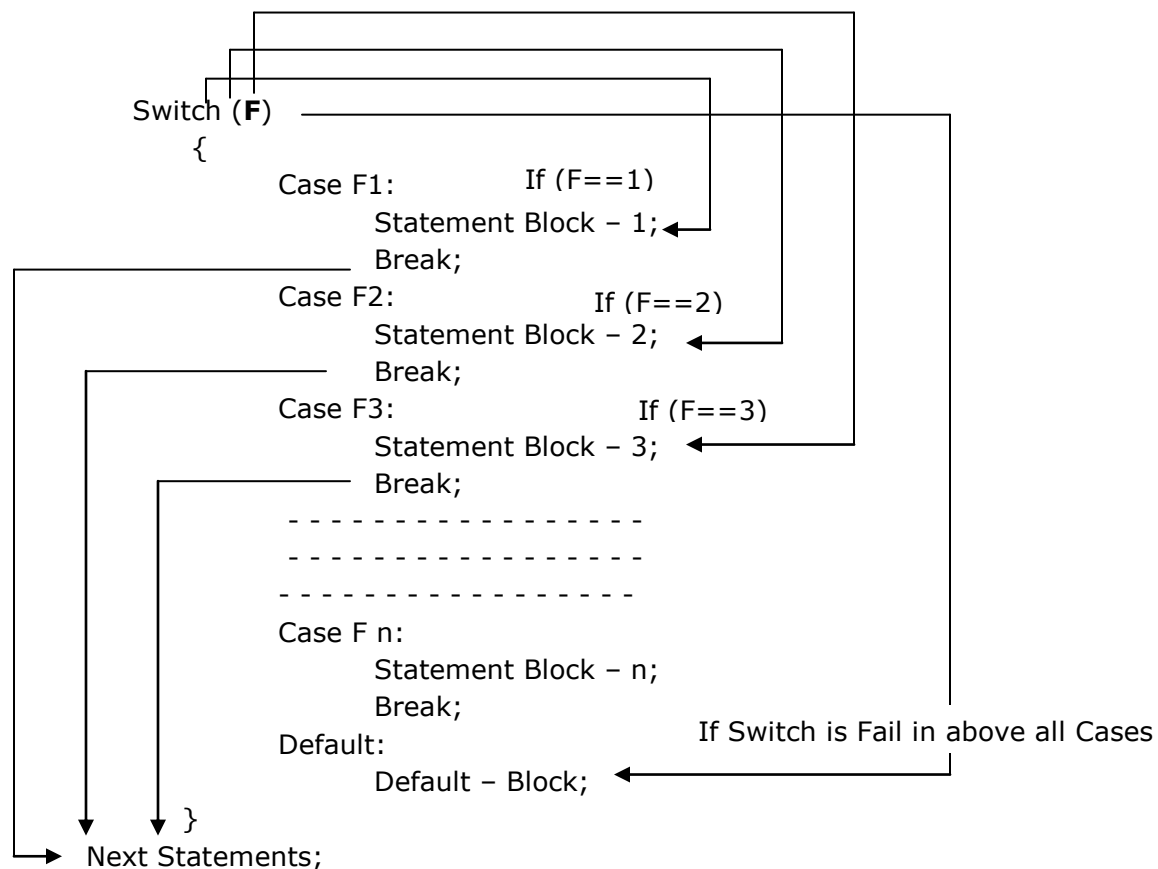 Switch (F)
{
Case F1:
If (F==1)
Statement Block – 1;
Break;
Case F2:
If (F==2)
Statement Block – 2;
Break;
Case F3:
If (F==3)
Statement Block – 3;
Break;
- - - - - - - - - - - - - - - - -
- - - - - - - - - - - - - - - - -
- - - - - - - - - - - - - - - - -
Case F n:
Statement Block – n;
Break;
Default:
If Switch is Fail in above all Cases
Default – Block;
}
Next Statements;